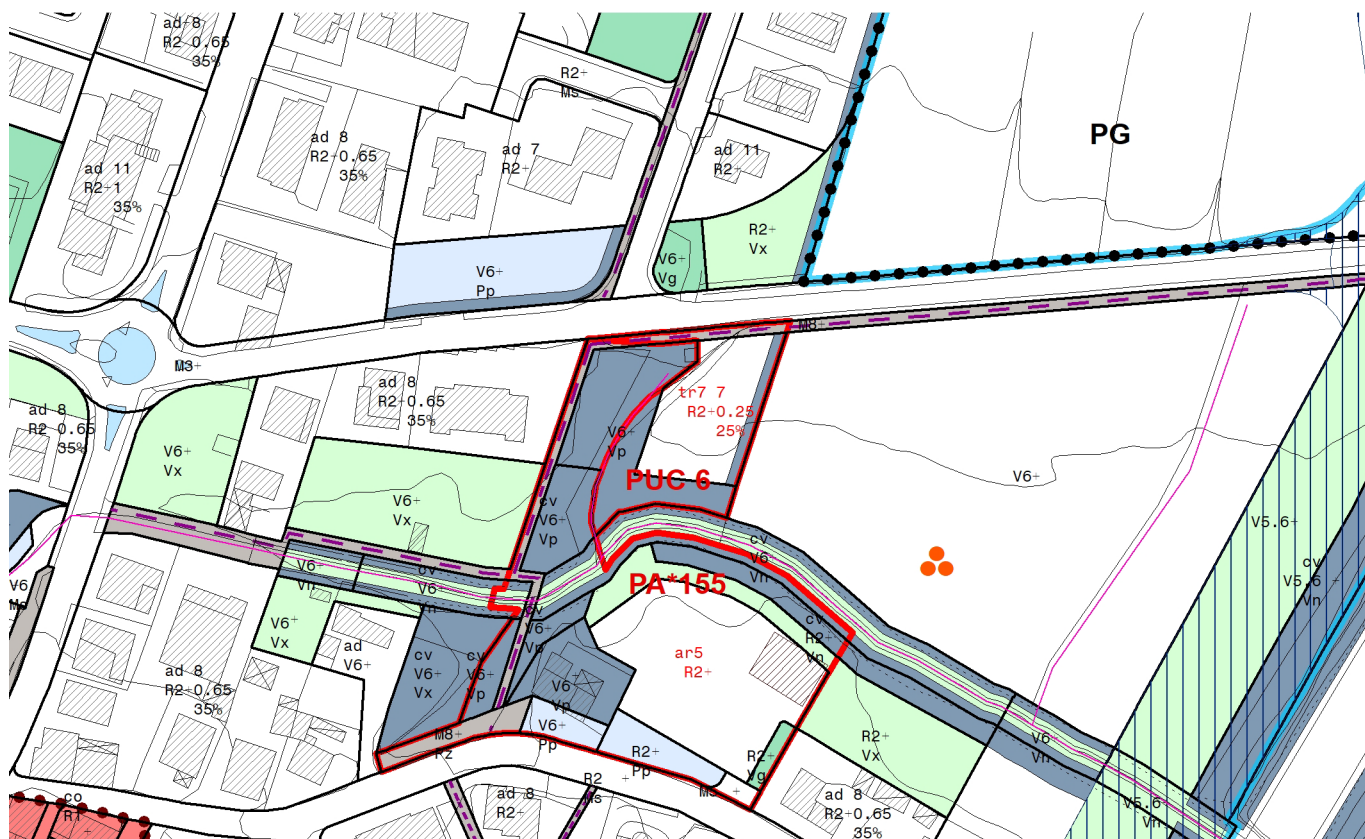 ad 8
R2 0.65
35%
R2+
Ms
PG
ad 8
R2+0.65
35%
ad 7
R2+
ad 11
R2+
ad 11
R2+1
35%
R2+
Vx
V6+
Pp
V6+
Vg
M8+
M3+
ad 8
R2+0.65
35%
tr7 7
R2+0.25
25%
ad 8
R2 0.65
35%
V6+
Vp
V6+
Vx
PUC 6
V6+
V6+
Vx
cv
V6+
Vp
V5.6+
cv
V6+
Vn
cv
V5.6 +
Vn
V6+
Vn
cv
V6+
Vn
PA*155
V6
Ms
cv
V6+
Vp
cv
R2+
Vn
V6+
Vx
ad
V6+
cv
V6+
Vx
cv
V6+
Vp
ar5
R2+
ad 8
R2+0.65
35%
V6
Vp
V6+
Pp
M8+
Rz
R2+
Pp
R2+
Vg
R2+
Vx
V6+
Vn
R2
Ms
+
Ms
ad 8
R2+
ad 8
R2+0.65
35%
V5.6+
Vn
co
R1
+